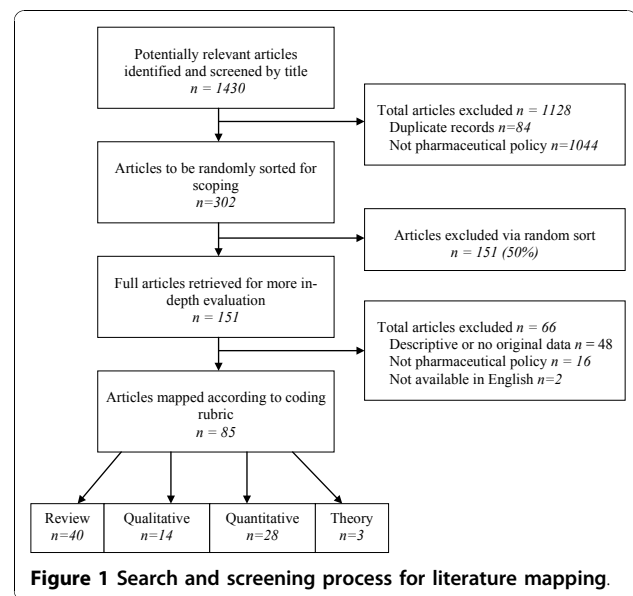 Potentially relevant articles
identified and screened by title
n = 1430
Total articles excluded n = 1128
Duplicate records n=84
Not pharmaceutical policy n=1044
Articles to be randomly sorted for
scoping
n=302
Articles excluded via random sort
n = 151 (50%)
Full articles retrieved for more in-
depth evaluation
n = 151
Total articles excluded n = 66
Descriptive or no original data n = 48
Not pharmaceutical policy n = 16
Not available in English n=2
Articles mapped according to coding
rubric
n = 85
Review
n=40
Qualitative
n=14
Quantitative
n=28
Theory
n=3
Figure 1 Search and screening process for literature mapping.